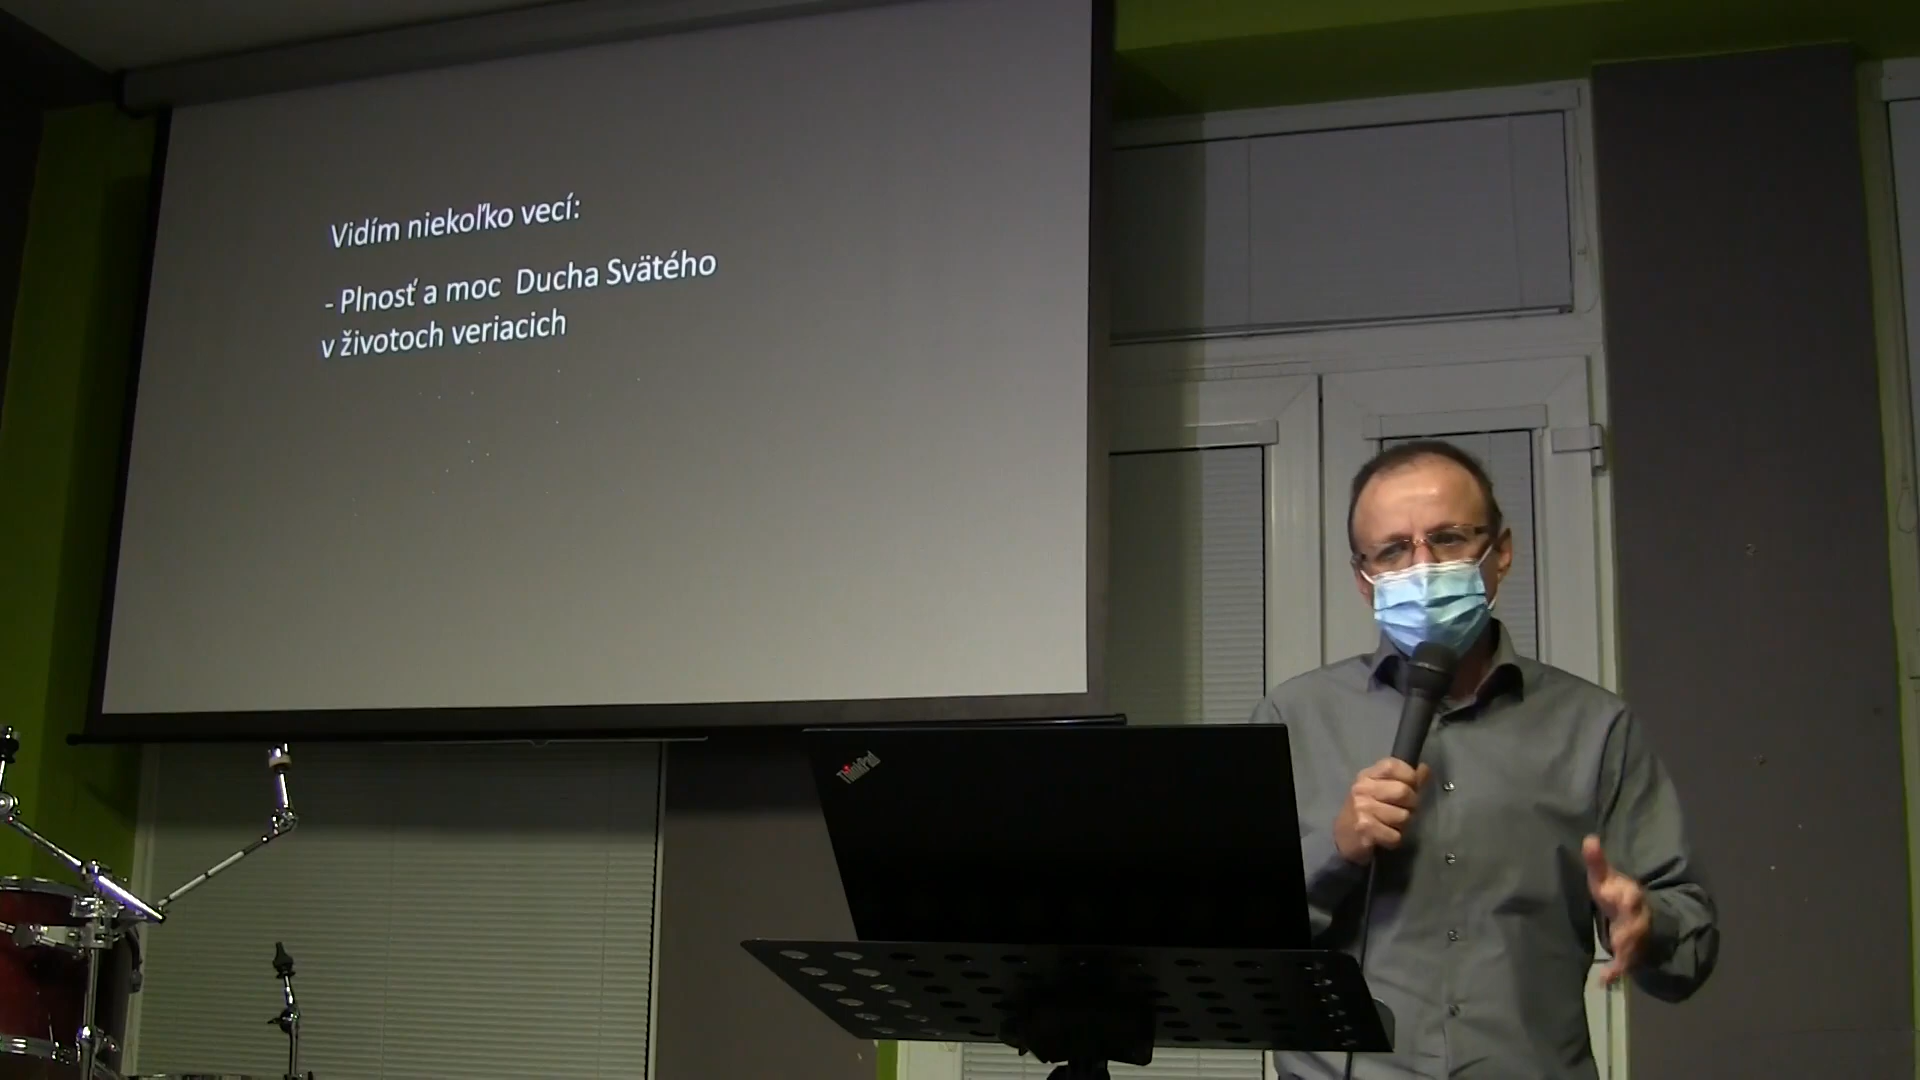 Vidím niekoľko vecí:
- Plnosť a moc Ducha Svätého
v životoch veriacich
ThinkPad